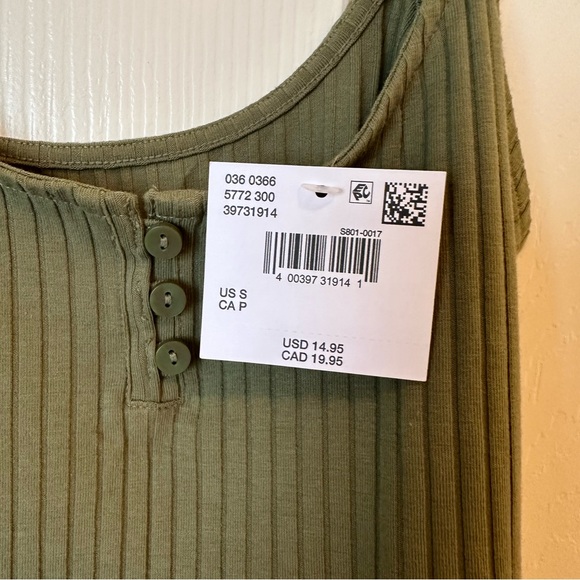 036 0366
5772 300
39731914
S801-0017
4 00397 31914 1
US S
CA P
USD 14.95
CAD 19.95